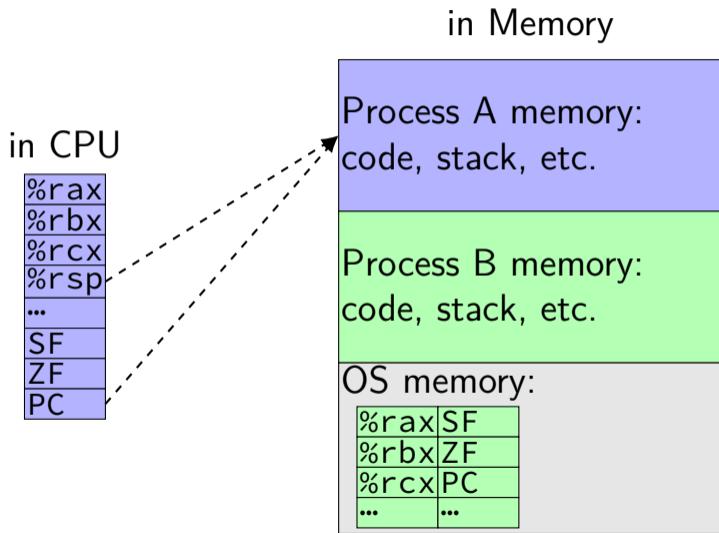 in Memory
Process A memory:
code, stack, etc.
in CPU
%rax
%rbx
%rcx
%rsp
...
SF
ZF
PC
Process B memory:
code, stack, etc.
OS memory:
%rax SF
%rbx ZF
%rcx PC
... ...